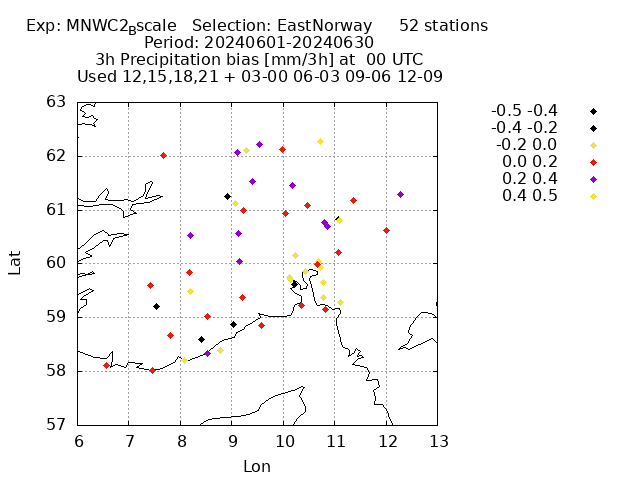 Exp: MNWC2Bscale Selection: EastNorway 52 stations
Period: 20240601-20240630
3h Precipitation bias [mm/3h] at 00 UTC
Used 12,15,18,21 + 03-00 06-03 09-06 12-09
63
62
61
60
59
58
57
Lat
6 7 8 9 10 11 12 13
Lon
-0.5 -0.4
-0.4 -0.2
-0.2 0.0
0.0 0.2
0.2 0.4
0.4 0.5